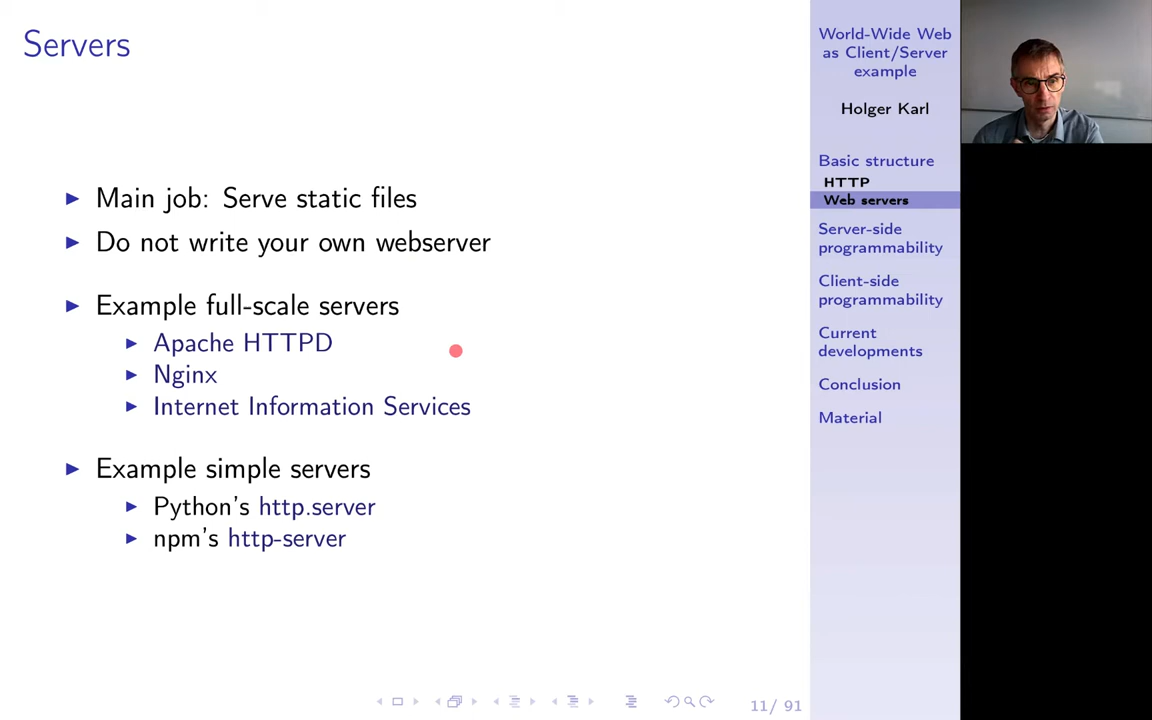 Servers
Main job: Serve static files
Do not write your own webserver
Example full-scale servers
Apache HTTPD
Nginx
Internet Information Services
Example simple servers
Python's http.server
npm's http-server
World-Wide Web
as Client/Server
example
Holger Karl
Basic structure
HTTP
Web servers
Server-side
programmability
Client-side
programmability
Current
developments
Conclusion
Material
11/ 91